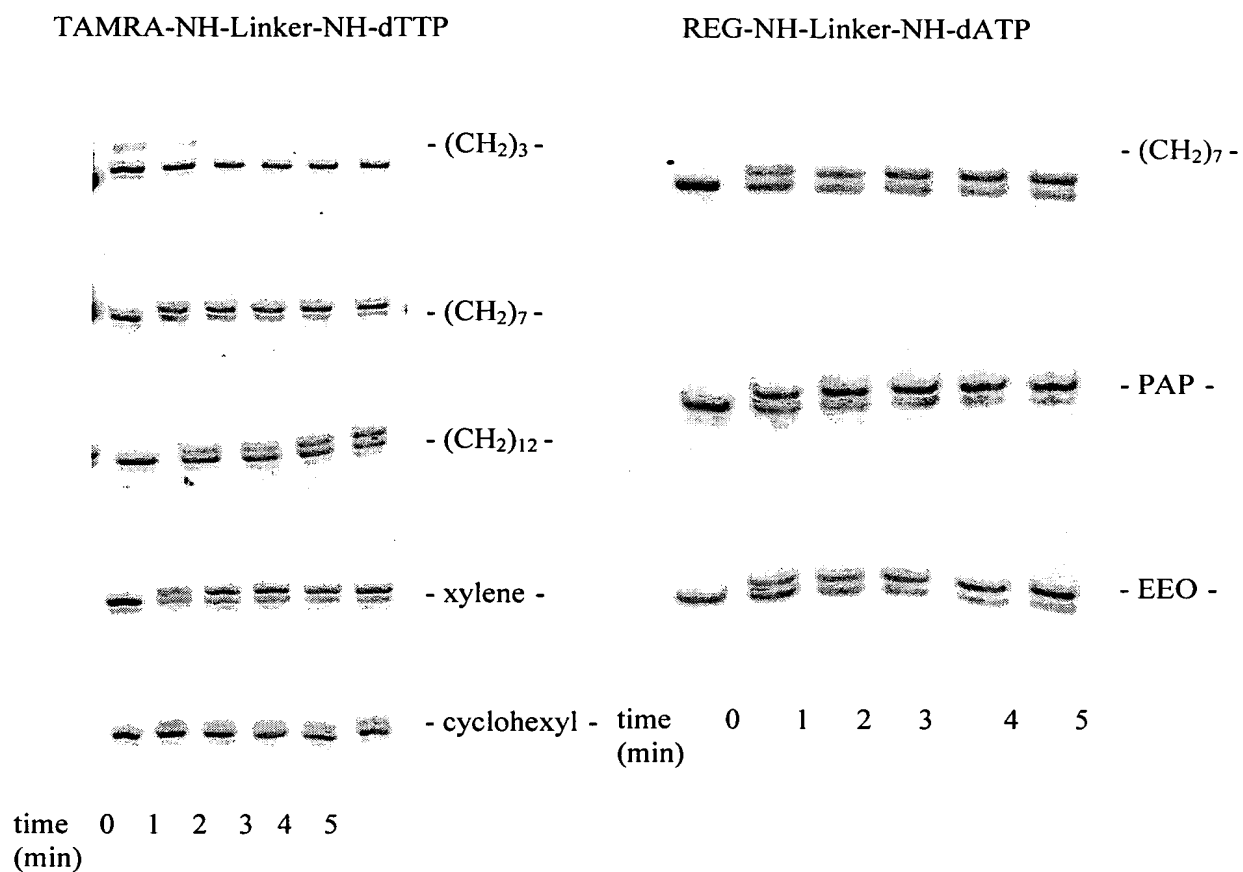 TAMRA-NH-Linker-NH-dTTP
- (CH₂)₃ -
- (CH₂)₇ -
- (CH₂)₁₂ -
- xylene -
- cyclohexyl -
time 0 1 2 3 4 5
(min)
REG-NH-Linker-NH-dATP
- (CH₂)₇ -
- PAP -
- EEO -
time 0 1 2 3 4 5
(min)